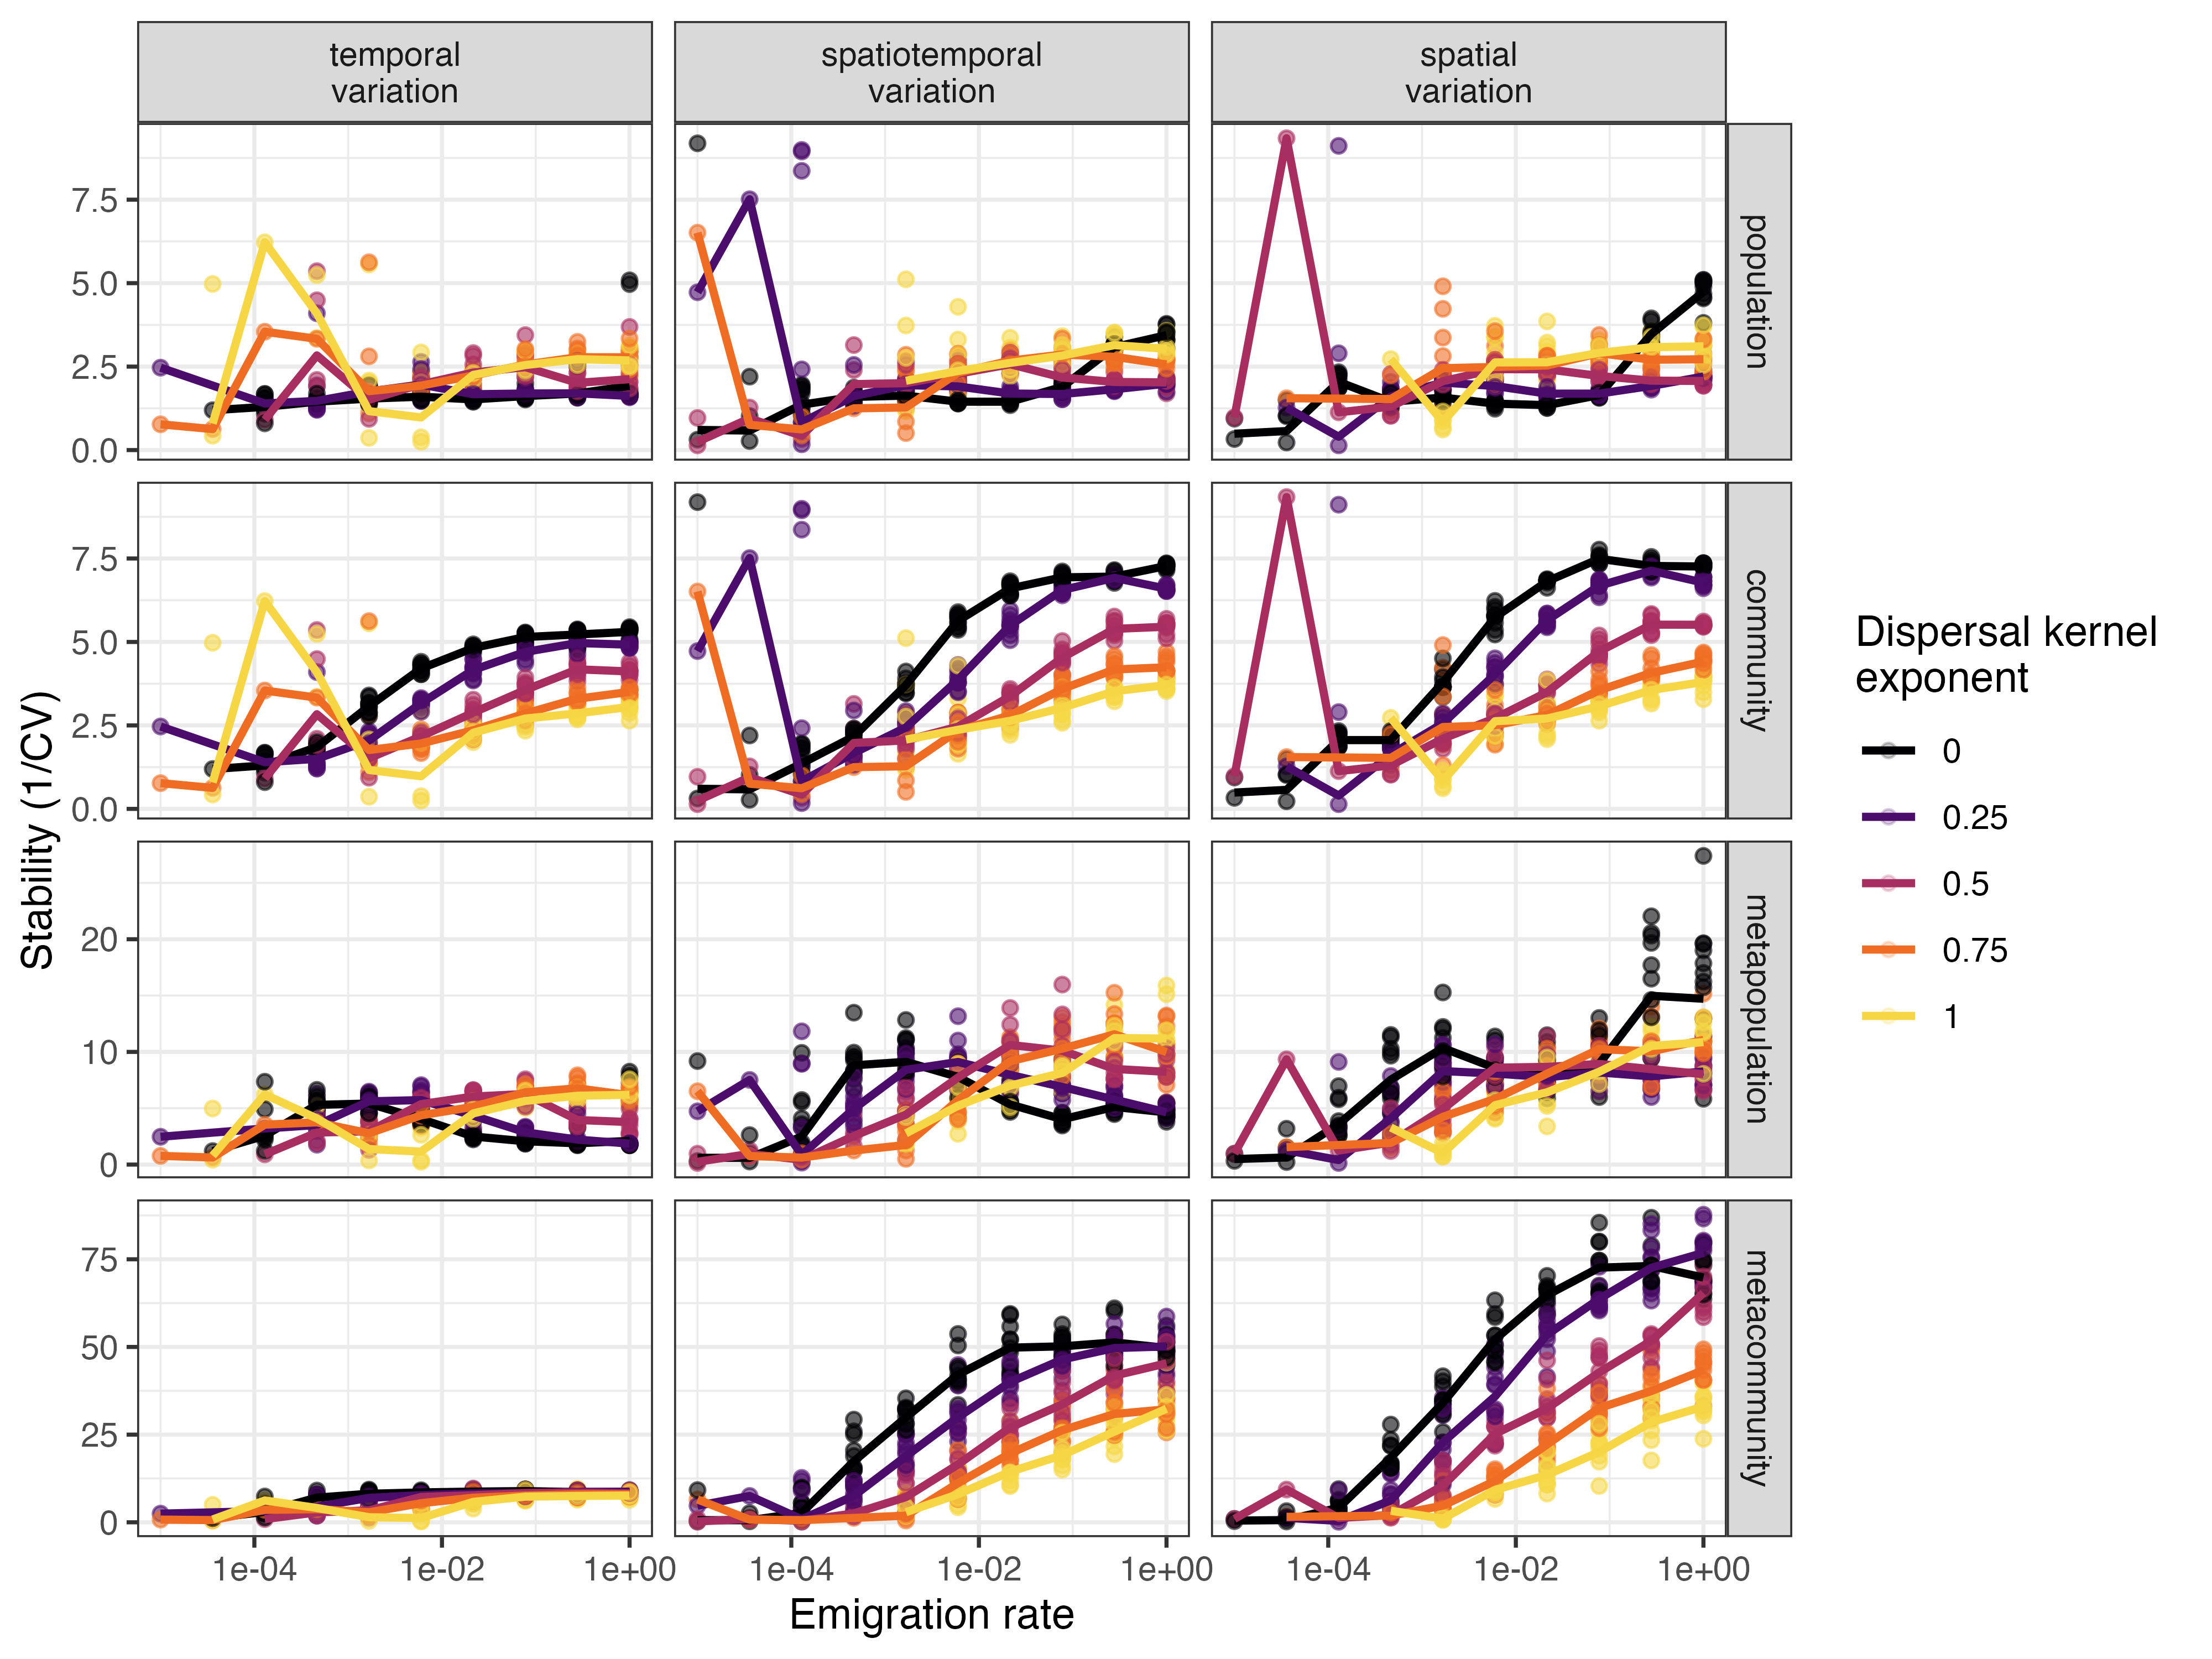 temporal
variation
spatiotemporal
variation
spatial
variation
7.5
5.0
2.5
0.0
population
7.5
5.0
2.5
0.0
community
20
10
0
metapopulation
75
50
25
0
metacommunity
1e-04
1e-02
1e+00
1e-04
1e-02
1e+00
1e-04
1e-02
1e+00
Emigration rate
Stability (1/CV)
Dispersal kernel
exponent
0
0.25
0.5
0.75
1